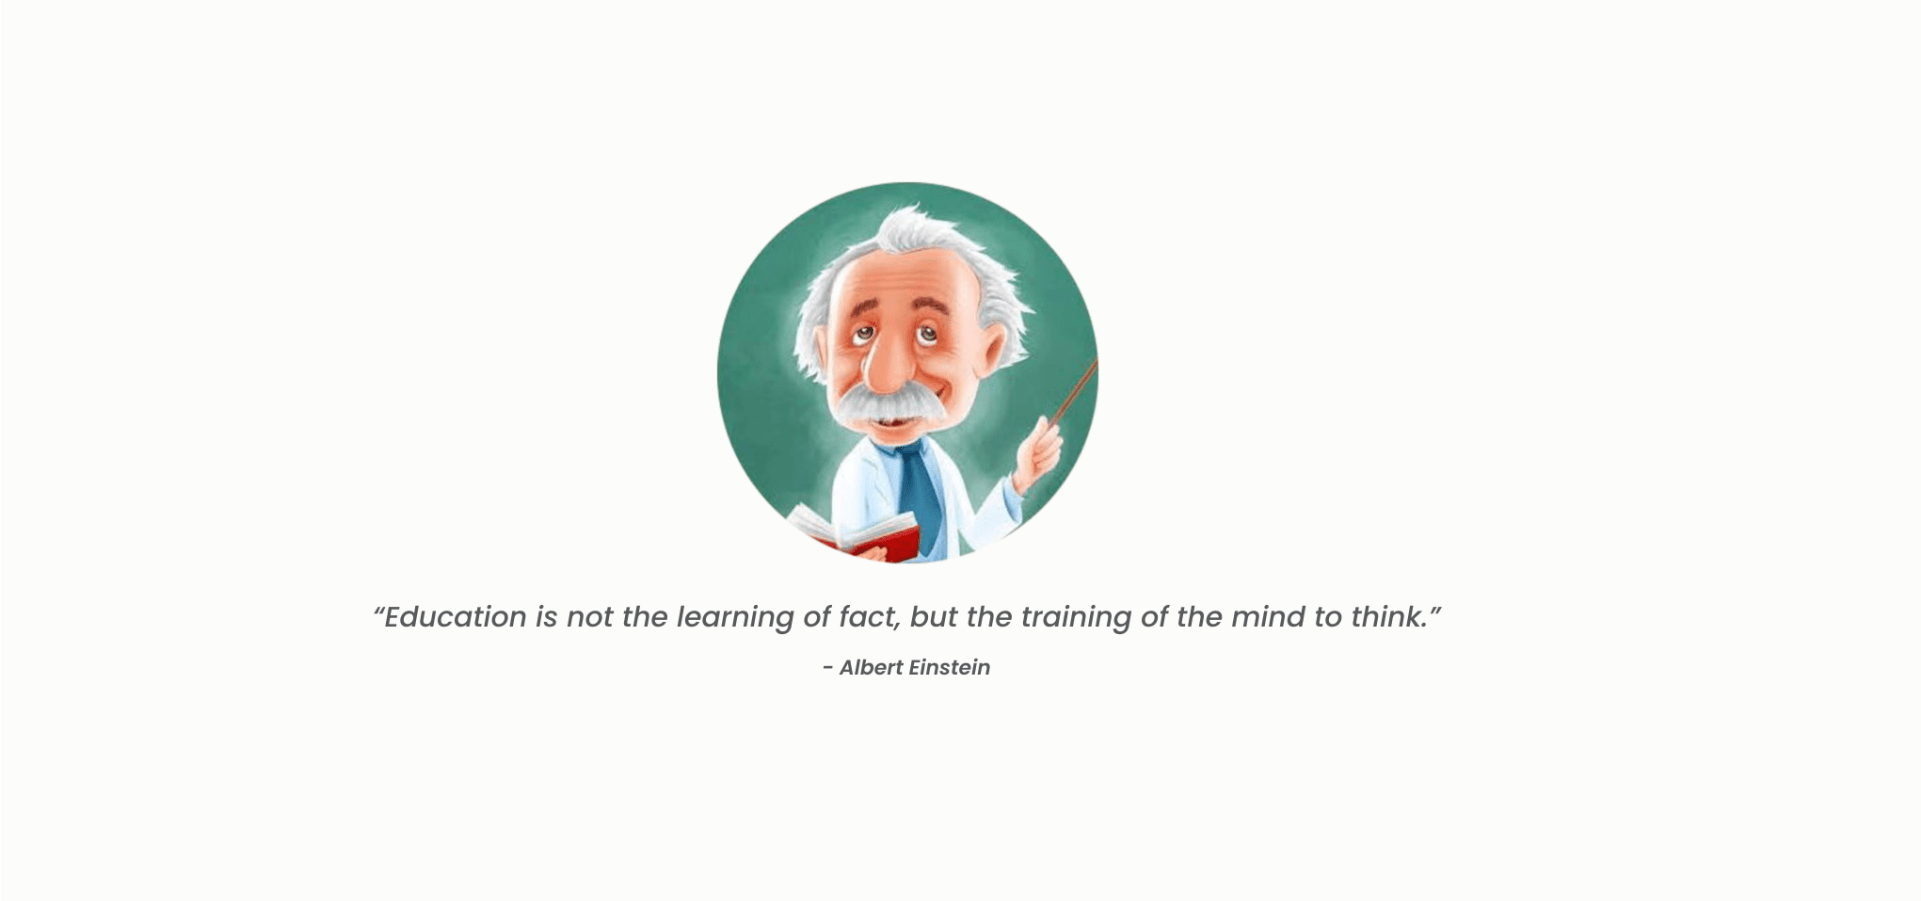 “Education is not the learning of fact, but the training of the mind to think.”
- Albert Einstein